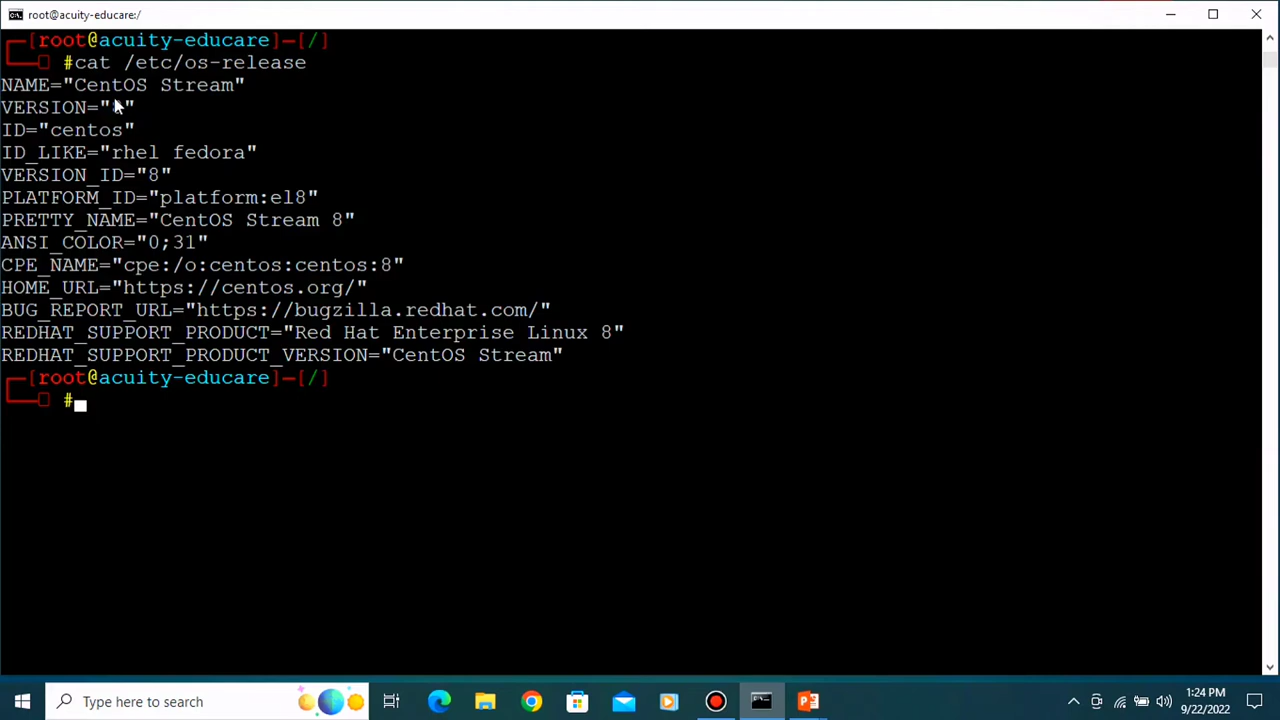 root@acuity-educare:/
[root@acuity-educare]—[/]
#cat /etc/os-release
NAME="CentOS Stream"
VERSION="8"
ID="centos"
ID_LIKE="rhel fedora"
VERSION_ID="8"
PLATFORM_ID="platform:el8"
PRETTY_NAME="CentOS Stream 8"
ANSI_COLOR="0;31"
CPE_NAME="cpe:/o:centos:centos:8"
HOME_URL="https://centos.org/"
BUG_REPORT_URL="https://bugzilla.redhat.com/"
REDHAT_SUPPORT_PRODUCT="Red Hat Enterprise Linux 8"
REDHAT_SUPPORT_PRODUCT_VERSION="CentOS Stream"
[root@acuity-educare]—[/]
#
Type here to search
1:24 PM
9/22/2022